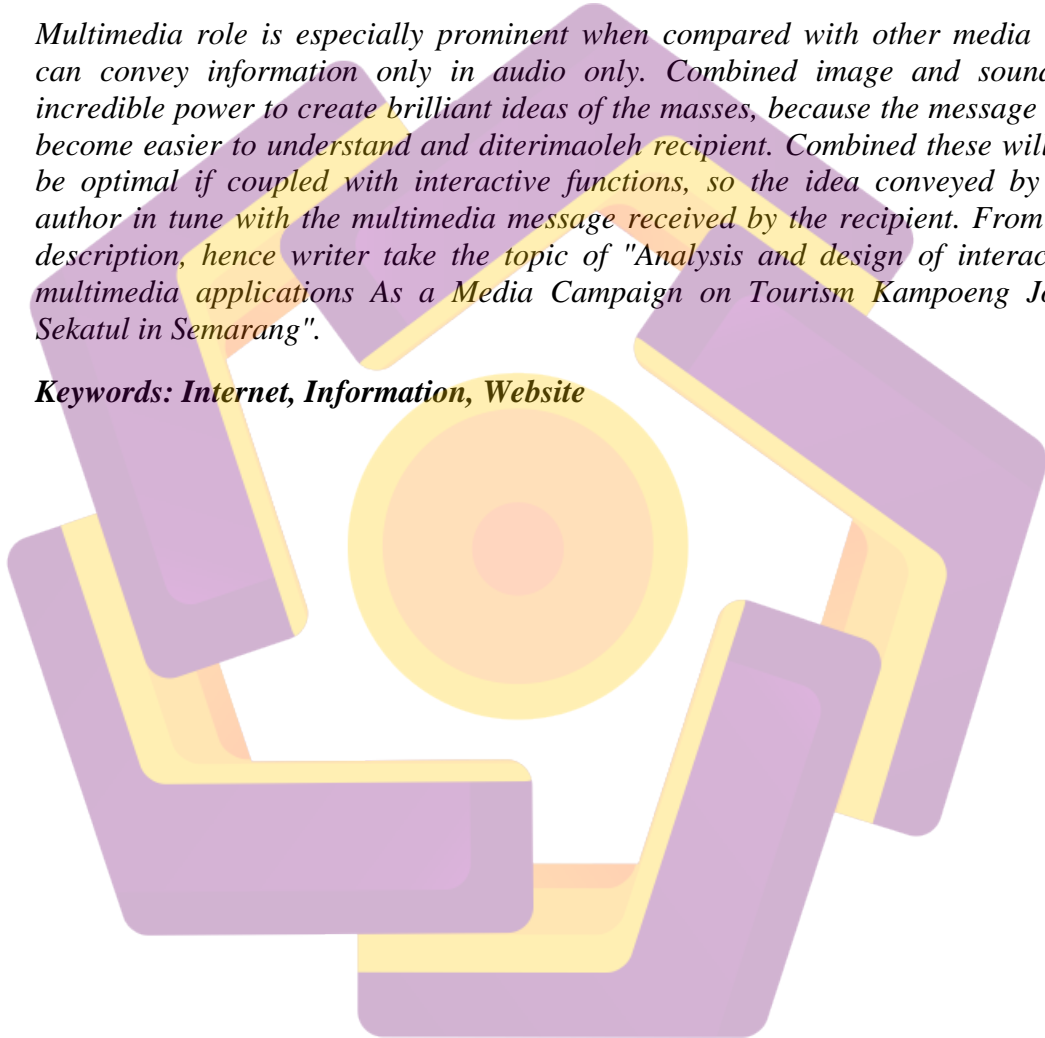 Multimedia role is especially prominent when compared with other media
can convey information only in audio only. Combined image and sound
incredible power to create brilliant ideas of the masses, because the message
become easier to understand and diterimaoleh recipient. Combined these will
be optimal if coupled with interactive functions, so the idea conveyed by
author in tune with the multimedia message received by the recipient. From
description, hence writer take the topic of "Analysis and design of interac
multimedia applications As a Media Campaign on Tourism Kampoeng Jo
Sekatul in Semarang".
Keywords: Internet, Information, Website